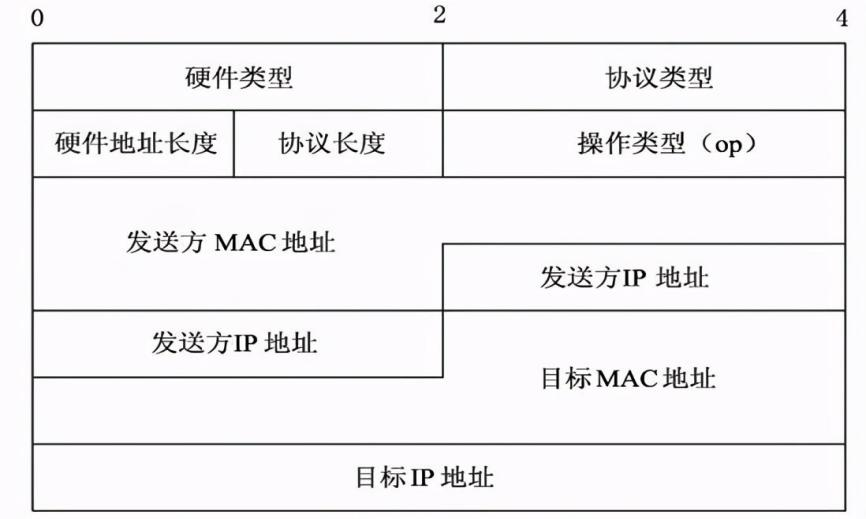 0 2 4
硬件类型 协议类型
硬件地址长度 协议长度 操作类型（op）
发送方 MAC 地址
发送方IP 地址
发送方IP 地址
目标MAC 地址
目标IP 地址